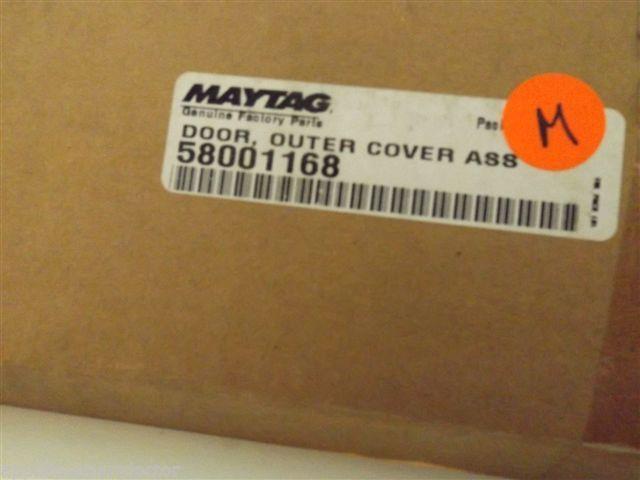 MAYTAG
Genuine Factory Parts
DOOR, OUTER COVER ASS
58001168
M